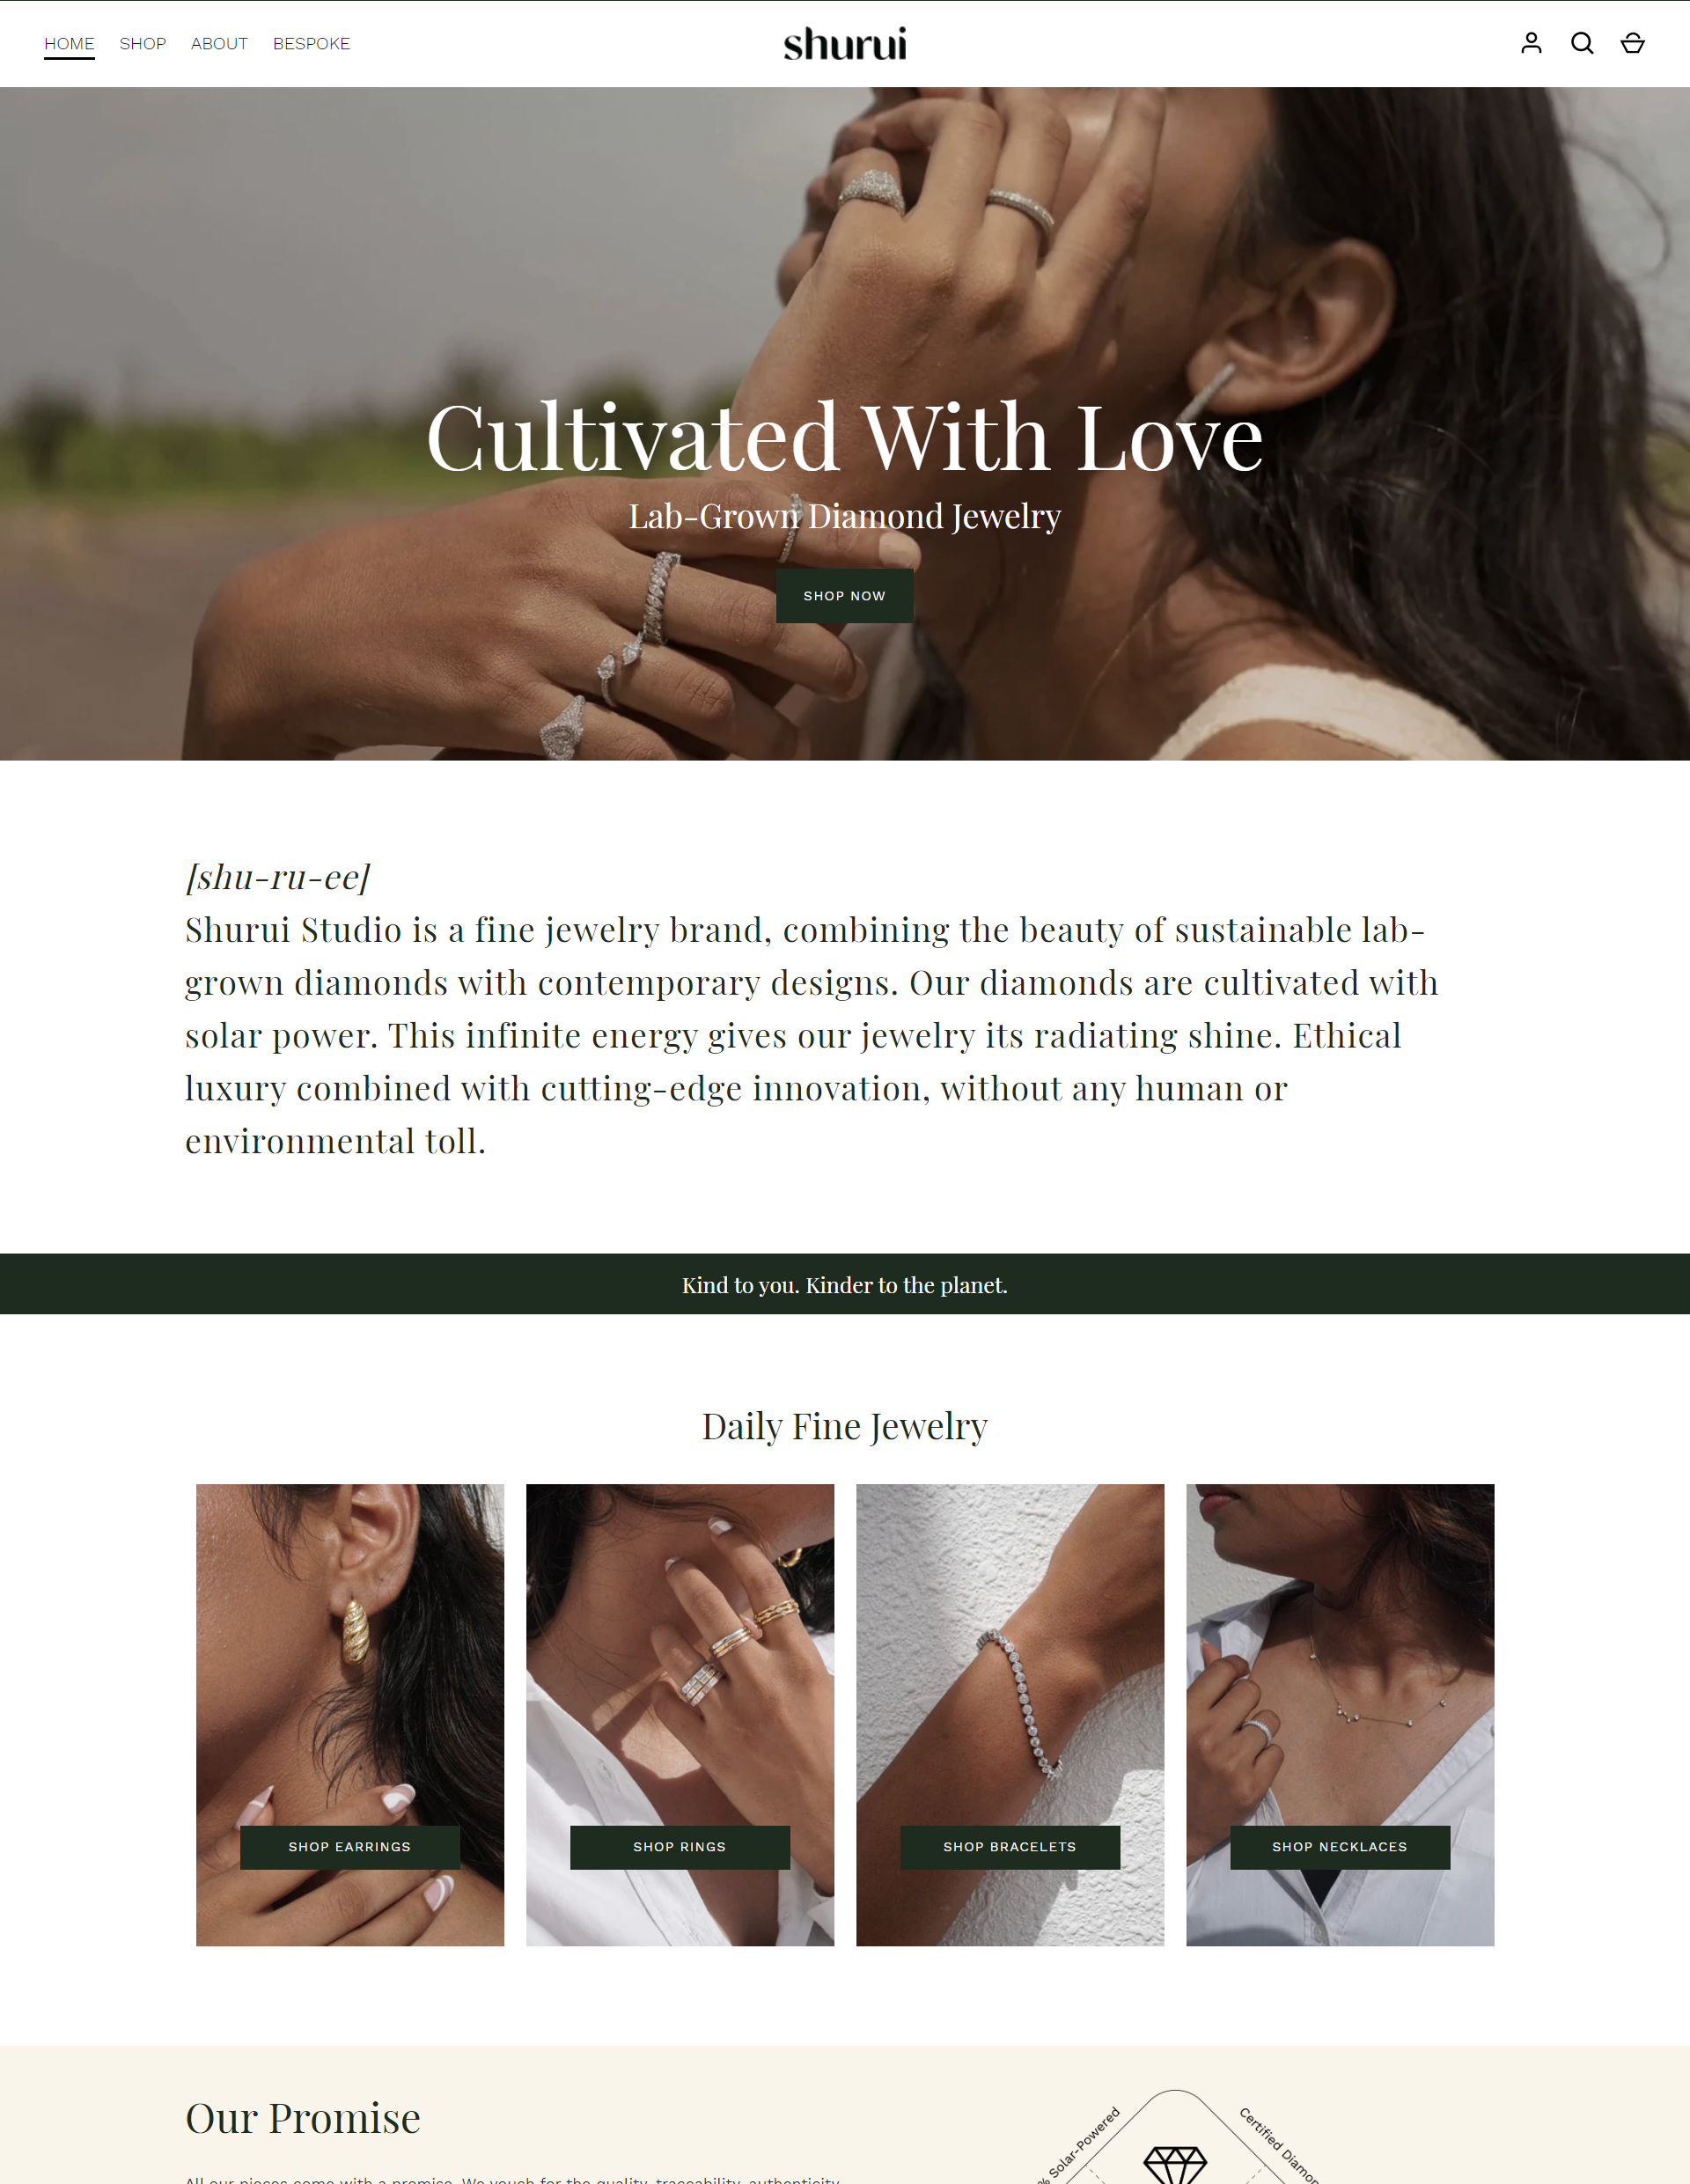 HOME SHOP ABOUT BESPOKE
shurui
Cultivated With Love
Lab-Grown Diamond Jewelry
SHOP NOW
[shu-ru-ee]
Shurui Studio is a fine jewelry brand, combining the beauty of sustainable lab-
grown diamonds with contemporary designs. Our diamonds are cultivated with
solar power. This infinite energy gives our jewelry its radiating shine. Ethical
luxury combined with cutting-edge innovation, without any human or
environmental toll.
Kind to you. Kinder to the planet.
Daily Fine Jewelry
SHOP EARRINGS
SHOP RINGS
SHOP BRACELETS
SHOP NECKLACES
Our Promise
% Solar-Powered
Certified
All our pieces come with a promise. We vouch for the quality, traceability, authenticity